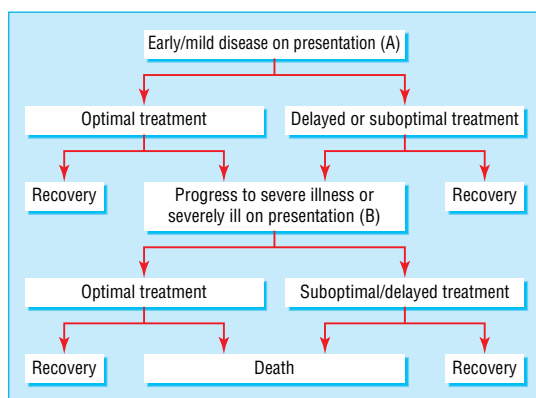 Early/mild disease on presentation (A)
Optimal treatment
Delayed or suboptimal treatment
Recovery
Progress to severe illness or
severely ill on presentation (B)
Recovery
Optimal treatment
Suboptimal/delayed treatment
Recovery
Death
Recovery